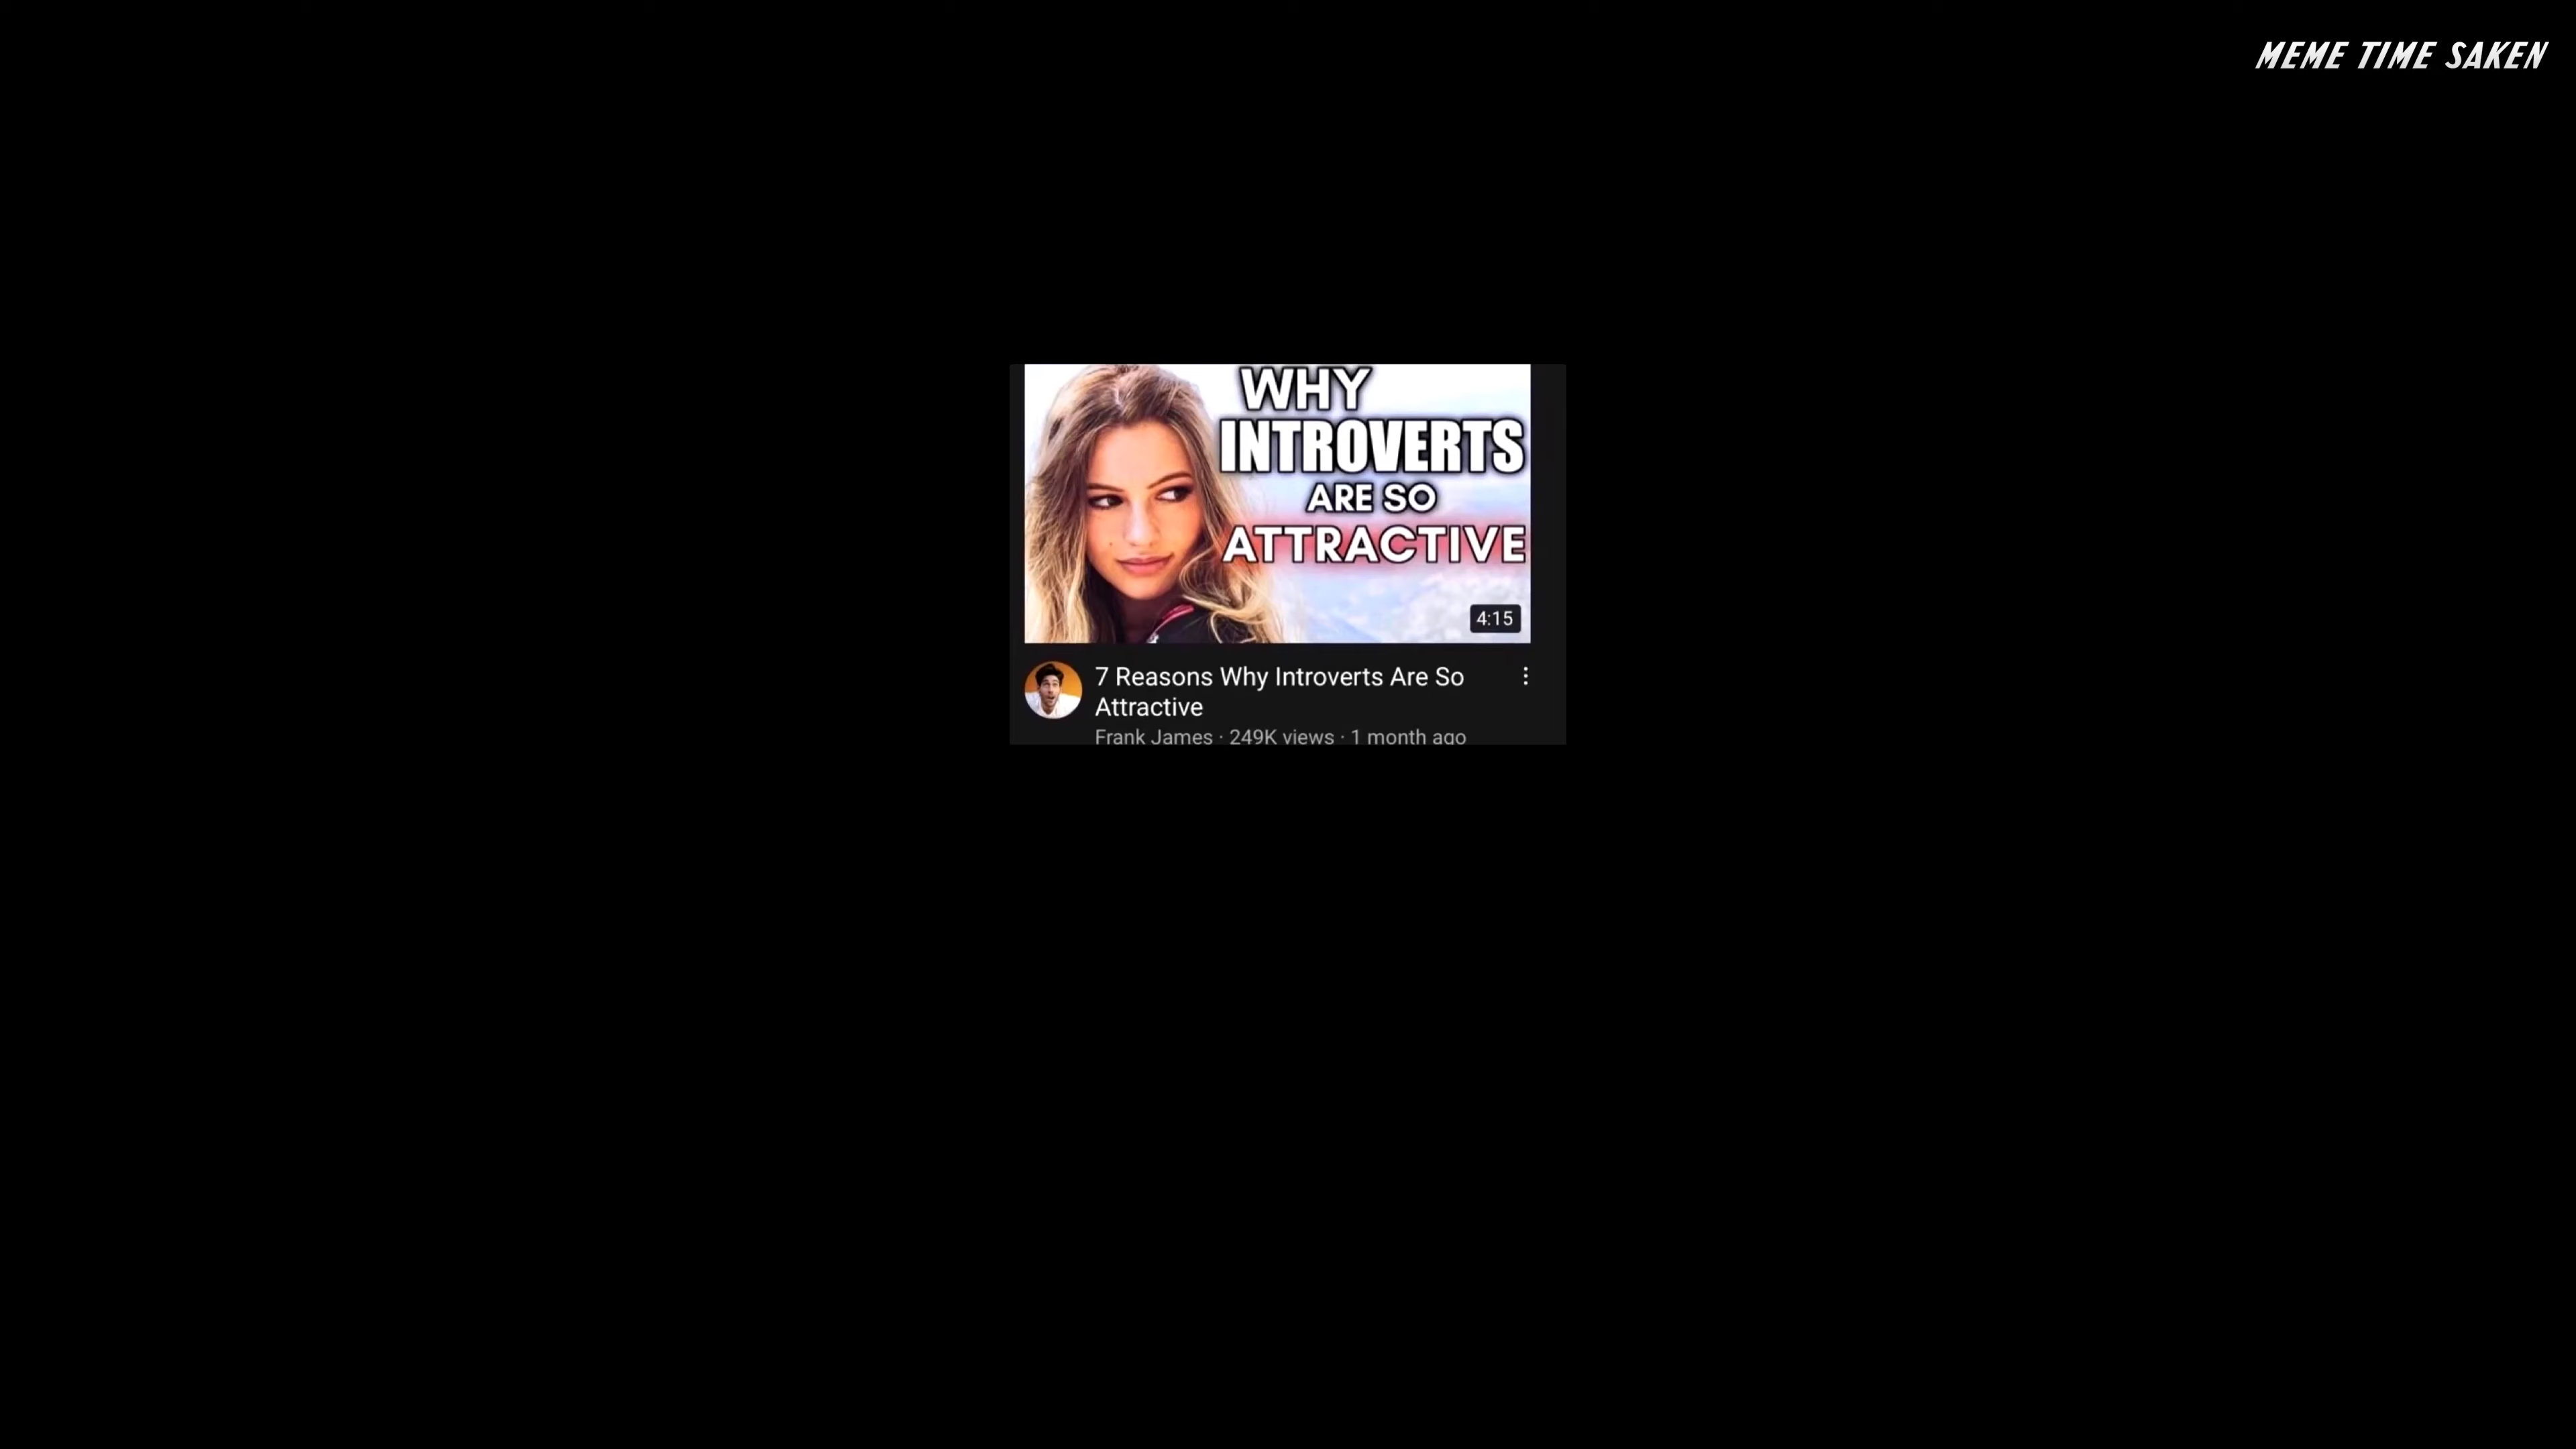 MEME TIME SAKEN
WHY
INTROVERTS
ARE SO
ATTRACTIVE
4:15
7 Reasons Why Introverts Are So
Attractive
Frank James · 249K views · 1 month ago